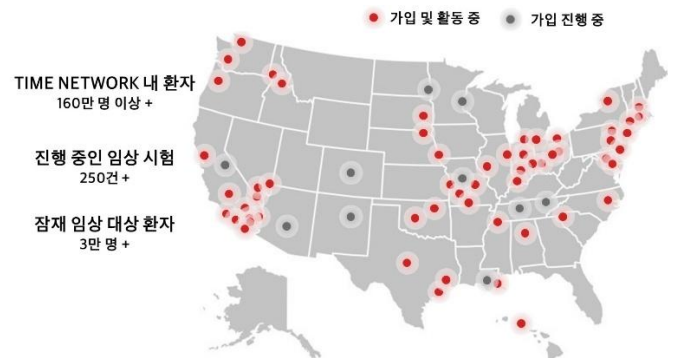 가입 및 활동 중
가입 진행 중
TIME NETWORK 내 환자
160만 명 이상 +
진행 중인 임상 시험
250건 +
잠재 임상 대상 환자
3만 명 +